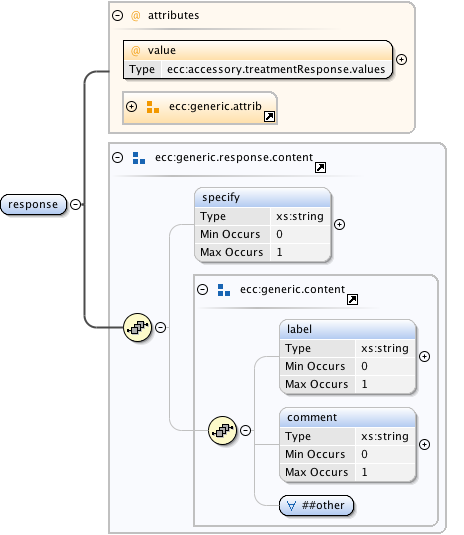 @ attributes
@ value
Type ecc:accessory.treatmentResponse.values
ecc:generic.attrib
ecc:generic.response.content
response
specify
Type xs:string
Min Occurs 0
Max Occurs 1
ecc:generic.content
label
Type xs:string
Min Occurs 0
Max Occurs 1
comment
Type xs:string
Min Occurs 0
Max Occurs 1
∀ ##other